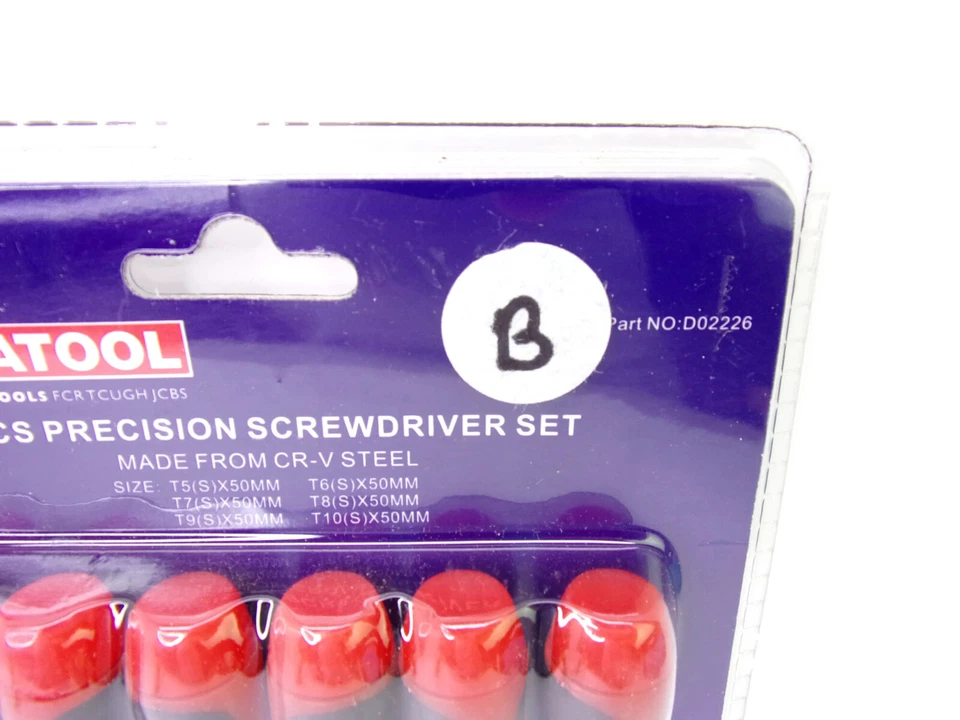 B
Part NO:D02226
ATOOL
OOLS FCRTCUGH JCBS
CS PRECISION SCREWDRIVER SET
MADE FROM CR-V STEEL
SIZE: T5(S)X50MM T6(S)X50MM
T7(S)X50MM T8(S)X50MM
T9(S)X50MM T10(S)X50MM